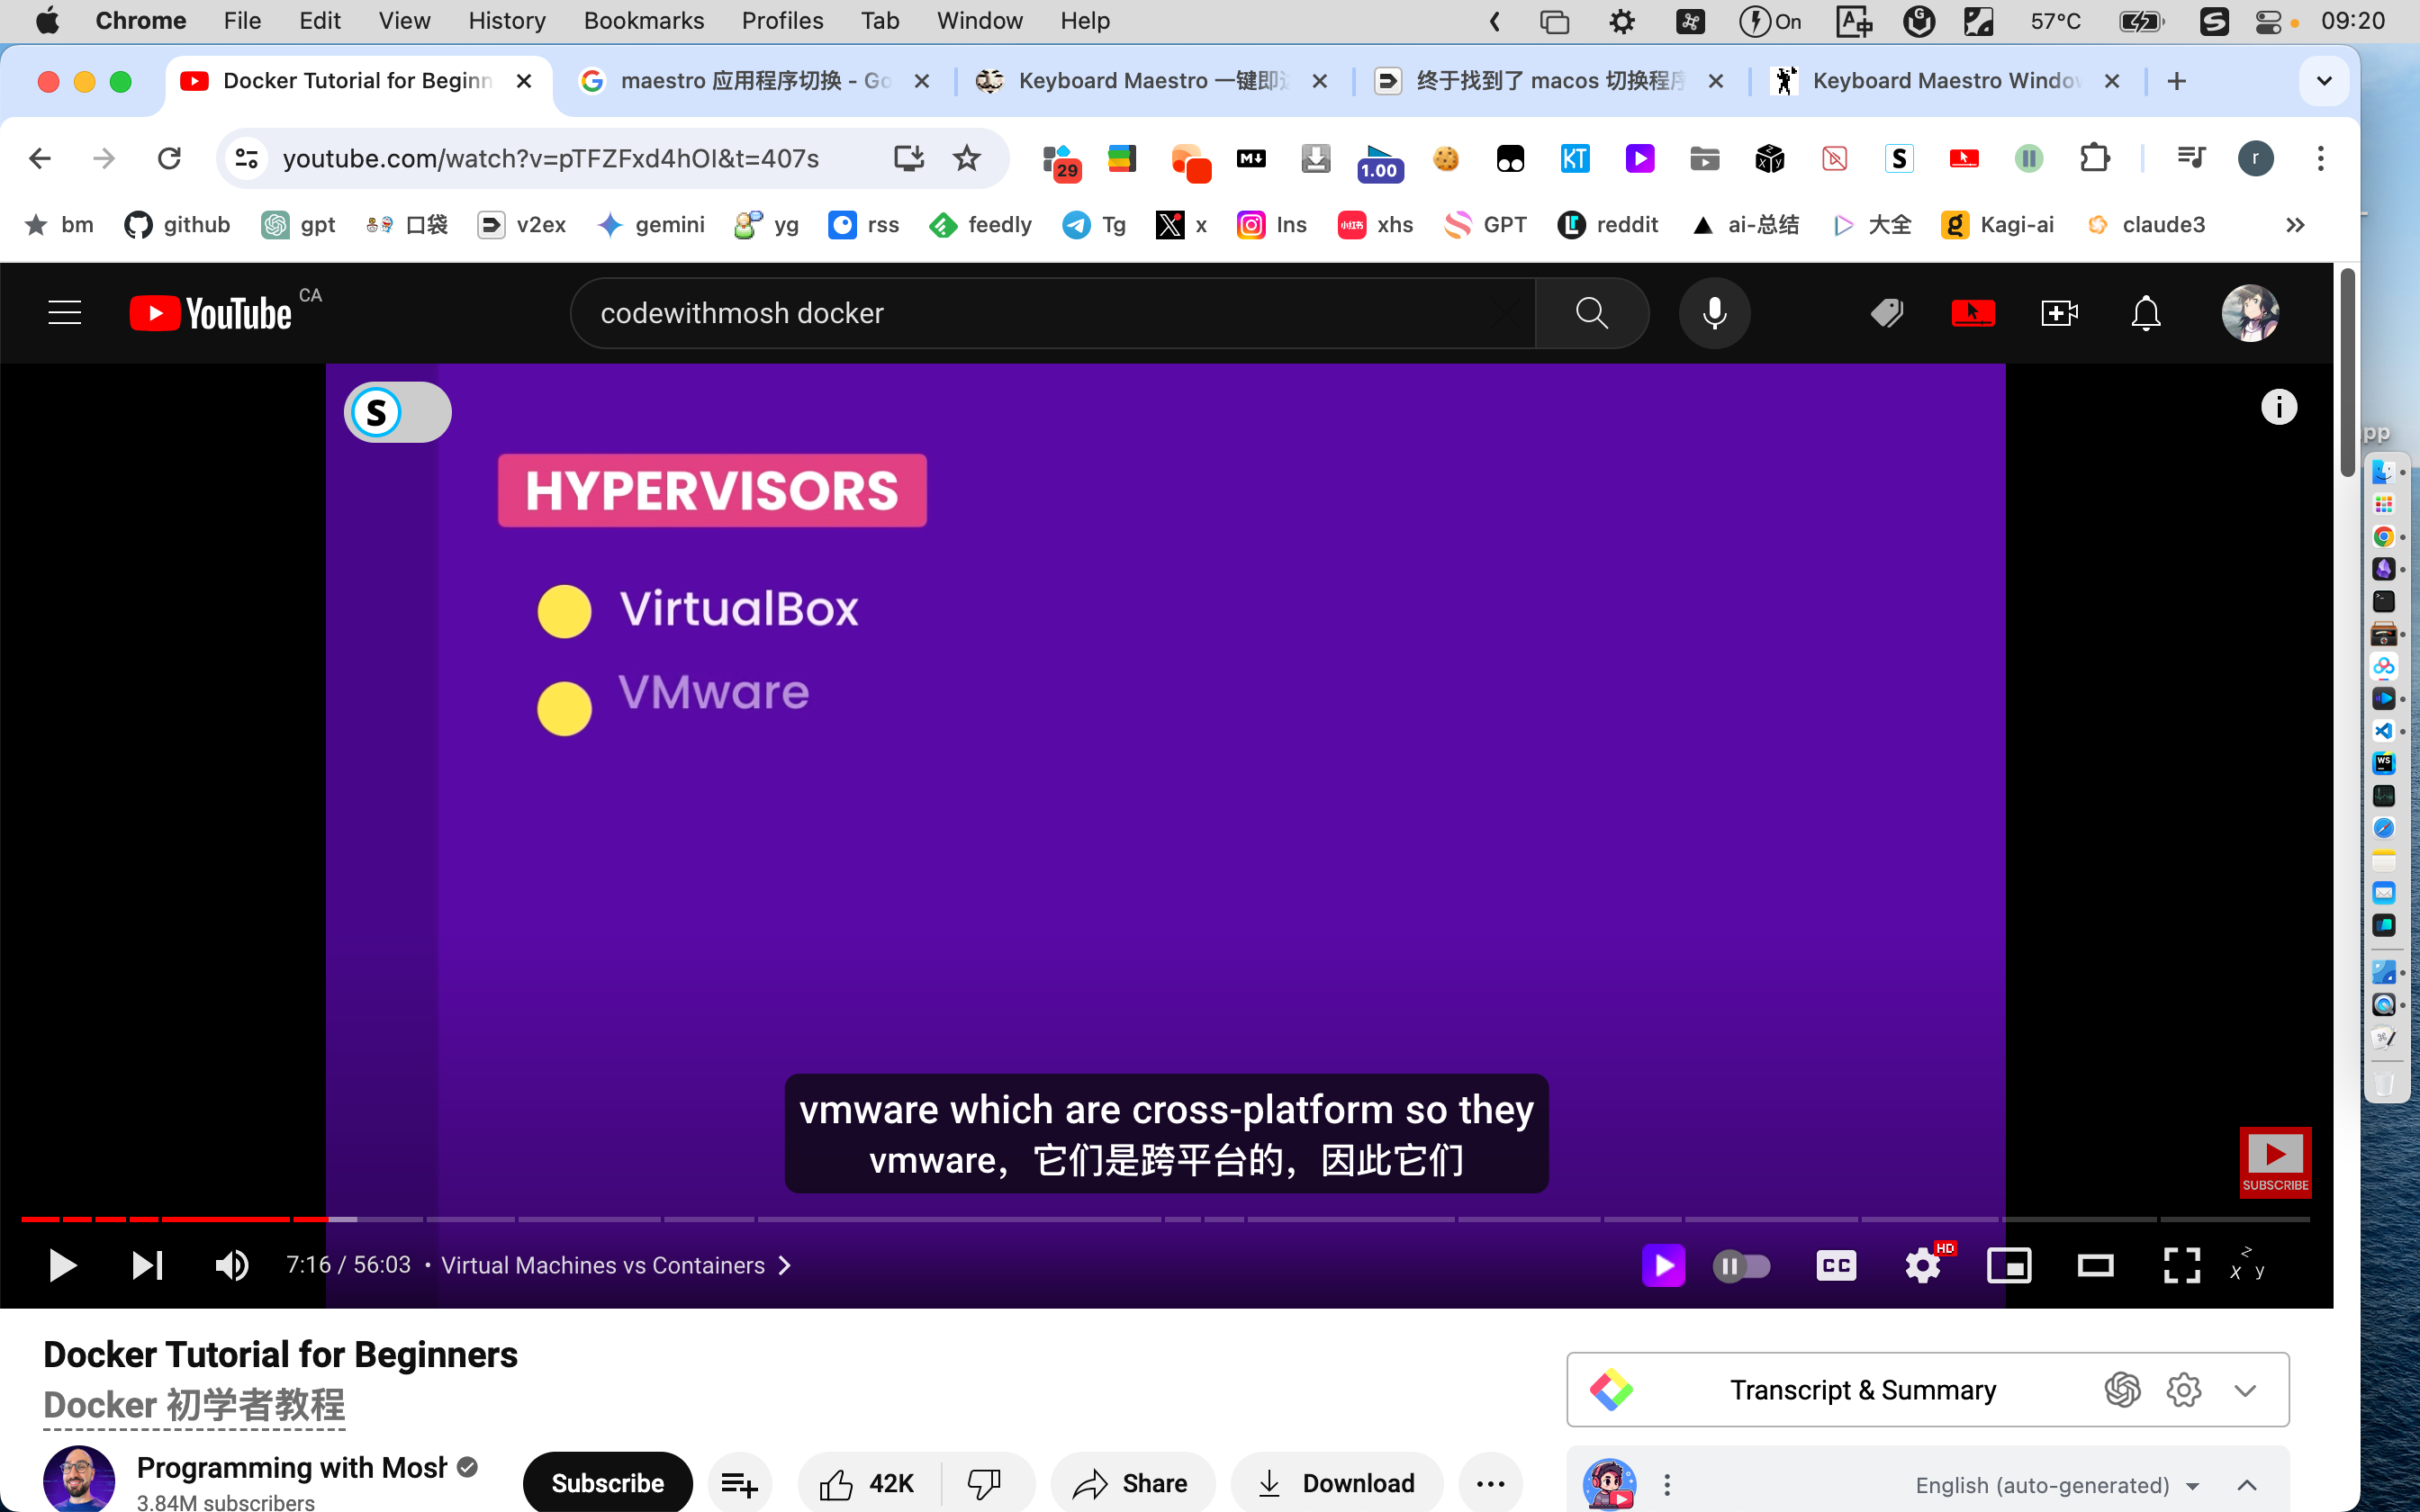 Chrome File Edit View History Bookmarks Profiles Tab Window Help On 57°C 09:20
Docker Tutorial for Beginn maestro 应用程序切换 - Go Keyboard Maestro 一键即 终于找到了 macos 切换程序 Keyboard Maestro Window
youtube.com/watch?v=pTFZFxd4hOI&t=407s 29 M 1.00 KT S r
bm github gpt 口袋 v2ex gemini yg rss feedly Tg x Ins xhs GPT reddit ai-总结 大全 Kagi-ai claude3
YouTube CA
codewithmosh docker
S
pp
HYPERVISORS
VirtualBox
VMware
vmware which are cross-platform so they
vmware，它们是跨平台的，因此它们
SUBSCRIBE
7:16 / 56:03 • Virtual Machines vs Containers CC HD x y z
Docker Tutorial for Beginners
Docker 初学者教程
Transcript & Summary
Programming with Mosh
3.84M subscribers
Subscribe 42K Share Download
English (auto-generated)